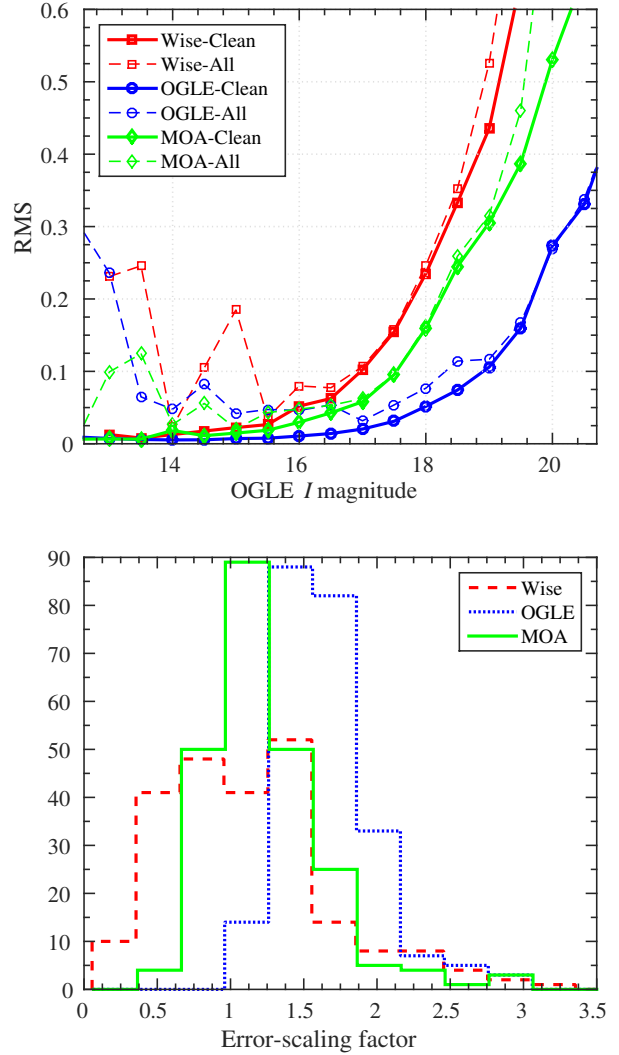 0.6
0.5
0.4
0.3
0.2
0.1
0
RMS
Wise-Clean
Wise-All
OGLE-Clean
OGLE-All
MOA-Clean
MOA-All
14 16 18 20
OGLE I magnitude
90
80
70
60
50
40
30
20
10
0
Wise
OGLE
MOA
0 0.5 1 1.5 2 2.5 3 3.5
Error-scaling factor